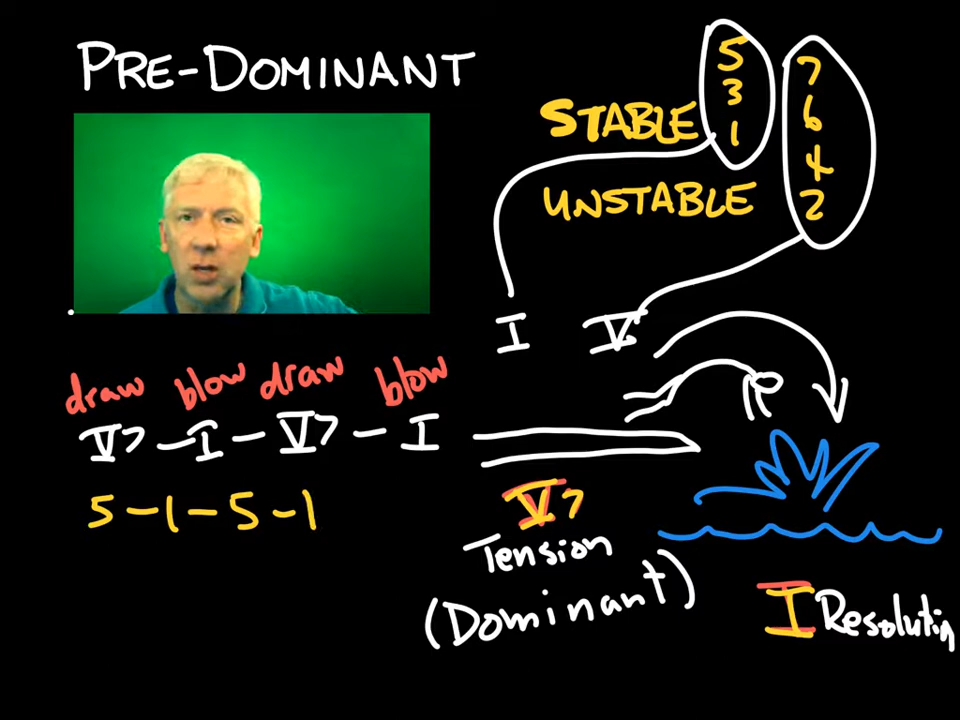 PRE-DOMINANT
5
3
1
7
6
4
2
STABLE
UNSTABLE
I V
draw blow draw blow
V7 - I - V7 - I
5 - 1 - 5 - 1
V7
Tension
(Dominant)
I Resolution